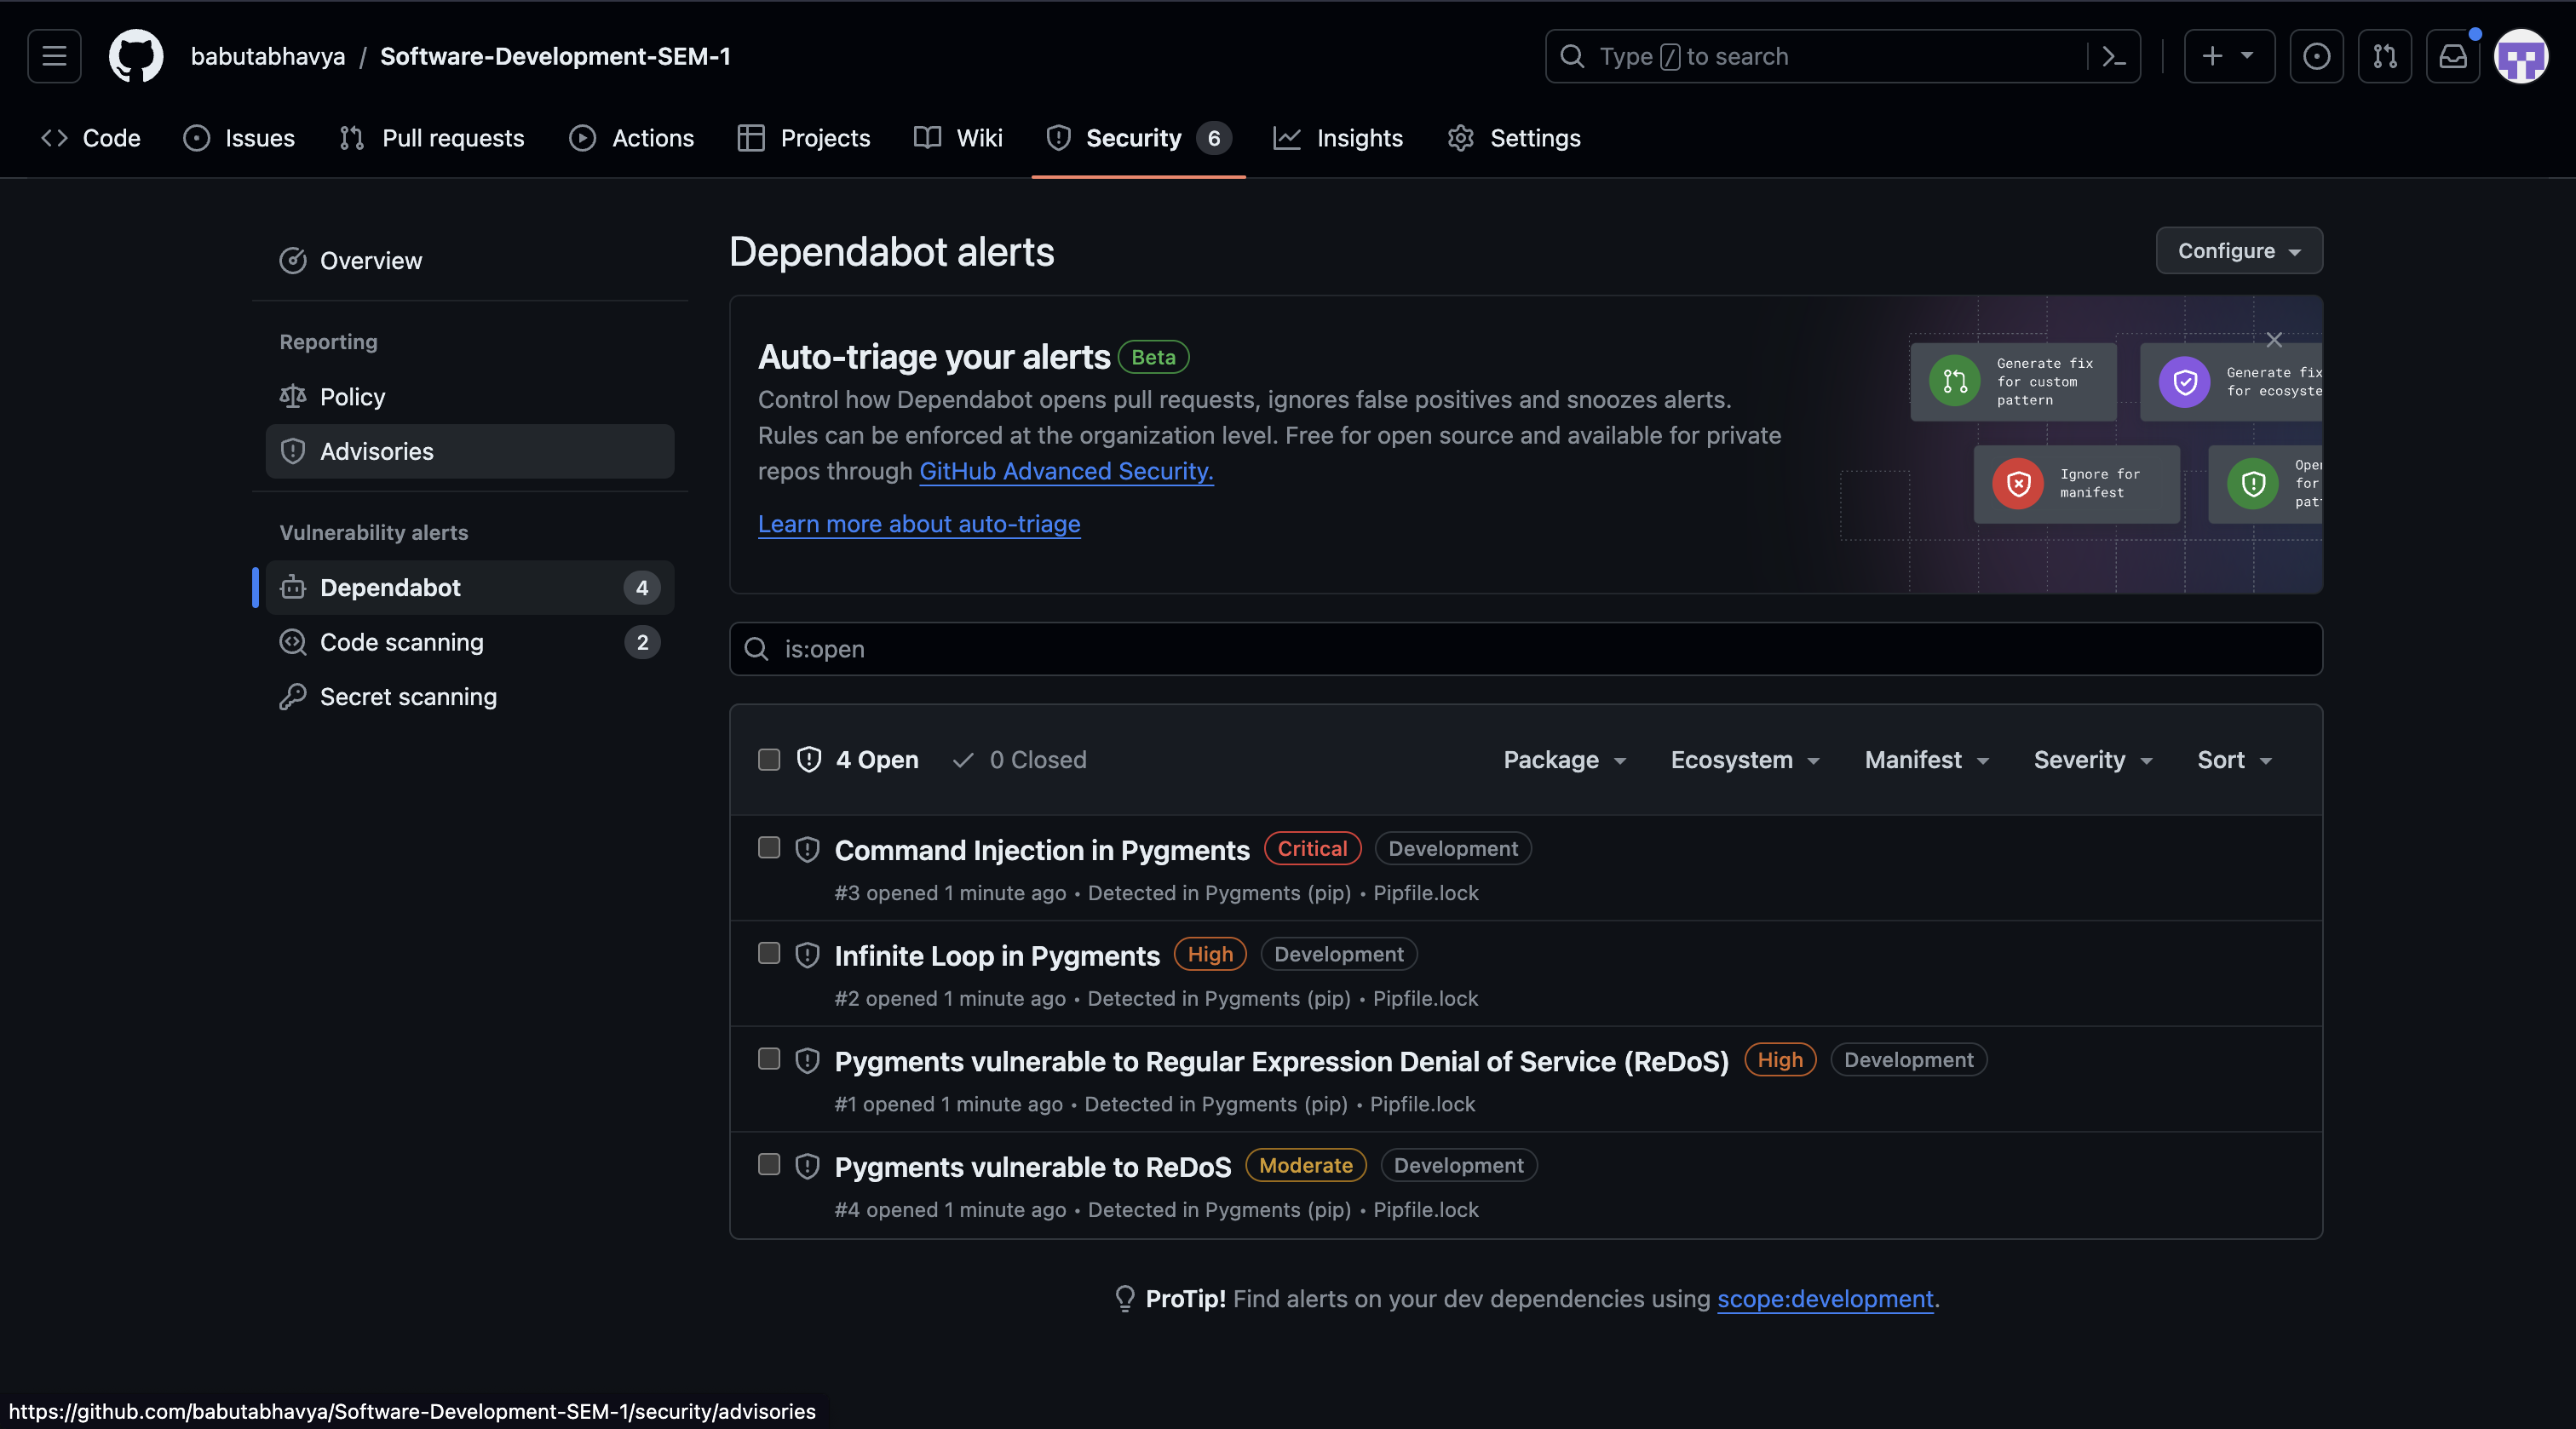 babutabhavya / Software-Development-SEM-1
Type / to search
Code
Issues
Pull requests
Actions
Projects
Wiki
Security 6
Insights
Settings
Overview
Reporting
Policy
Advisories
Vulnerability alerts
Dependabot 4
Code scanning 2
Secret scanning
Dependabot alerts
Configure
Auto-triage your alerts Beta
Control how Dependabot opens pull requests, ignores false positives and snoozes alerts.
Rules can be enforced at the organization level. Free for open source and available for private
repos through GitHub Advanced Security.
Learn more about auto-triage
Generate fix
for custom
pattern
Generate fix
for ecosyste
Ignore for
manifest
Open
for
patt
is:open
4 Open
0 Closed
Package
Ecosystem
Manifest
Severity
Sort
Command Injection in Pygments Critical Development
#3 opened 1 minute ago • Detected in Pygments (pip) • Pipfile.lock
Infinite Loop in Pygments High Development
#2 opened 1 minute ago • Detected in Pygments (pip) • Pipfile.lock
Pygments vulnerable to Regular Expression Denial of Service (ReDoS) High Development
#1 opened 1 minute ago • Detected in Pygments (pip) • Pipfile.lock
Pygments vulnerable to ReDoS Moderate Development
#4 opened 1 minute ago • Detected in Pygments (pip) • Pipfile.lock
ProTip! Find alerts on your dev dependencies using scope:development.
https://github.com/babutabhavya/Software-Development-SEM-1/security/advisories